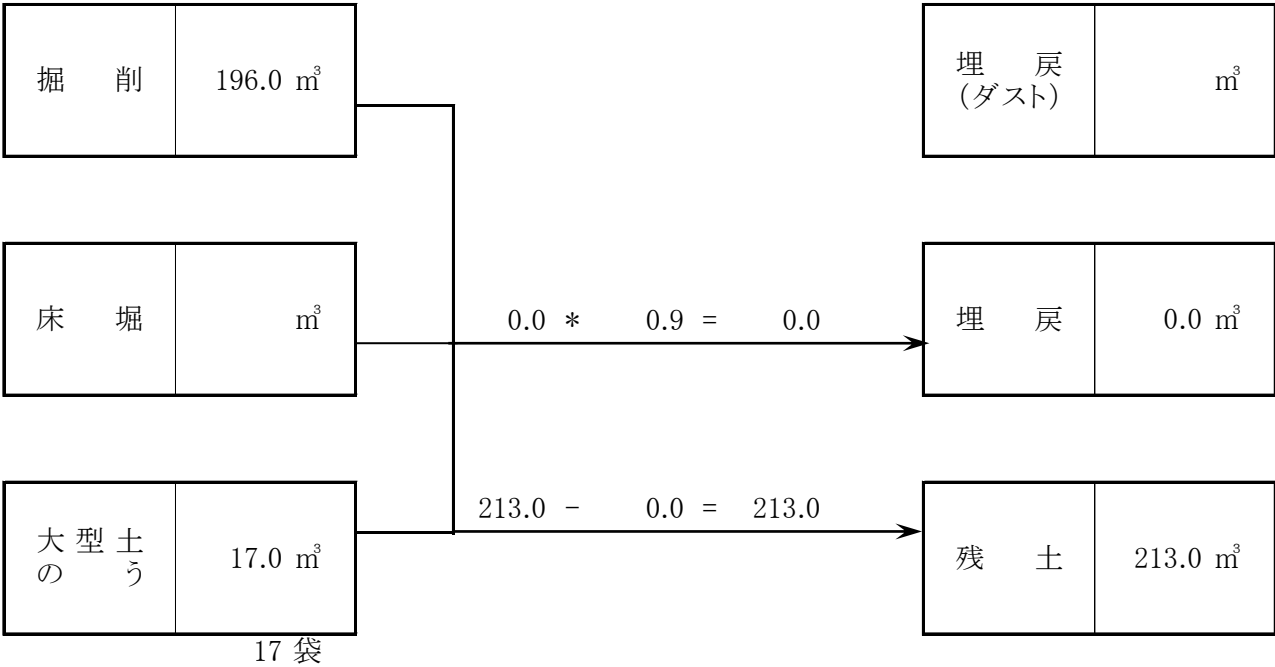 掘 削 196.0 ㎥
埋 戻
(ダスト)
㎥
床 堀 ㎥
0.0 * 0.9 = 0.0
埋 戻 0.0 ㎥
213.0 - 0.0 = 213.0
大 型 土
の う
17.0 ㎥
残 土 213.0 ㎥
17 袋